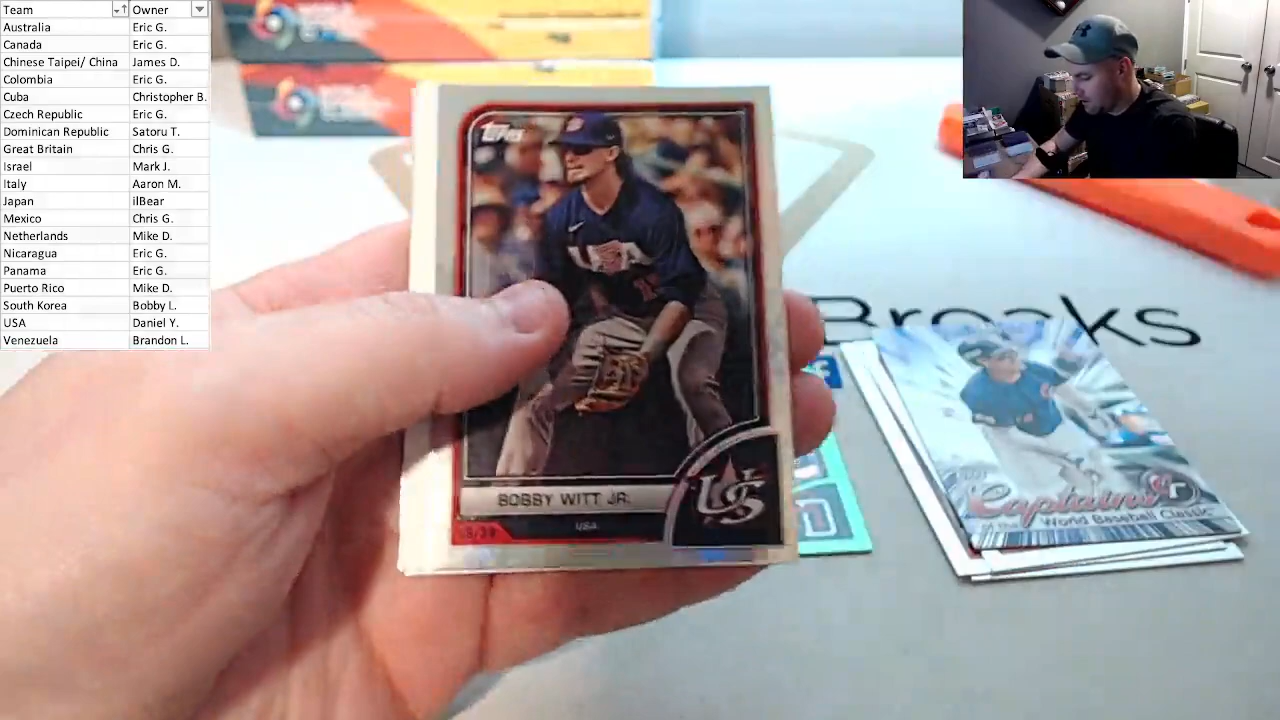 Team Owner
Australia Eric G.
Canada Eric G.
Chinese Taipei/ China James D.
Colombia Eric G.
Cuba Christopher B.
Czech Republic Eric G.
Dominican Republic Satoru T.
Great Britain Chris G.
Israel Mark J.
Italy Aaron M.
Japan ilBear
Mexico Chris G.
Netherlands Mike D.
Nicaragua Eric G.
Panama Eric G.
Puerto Rico Mike D.
South Korea Bobby L.
USA Daniel Y.
Venezuela Brandon L.
Topps
USA
BOBBY WITT JR.
USA
US
Breaks
Captains
of the World Baseball Classic